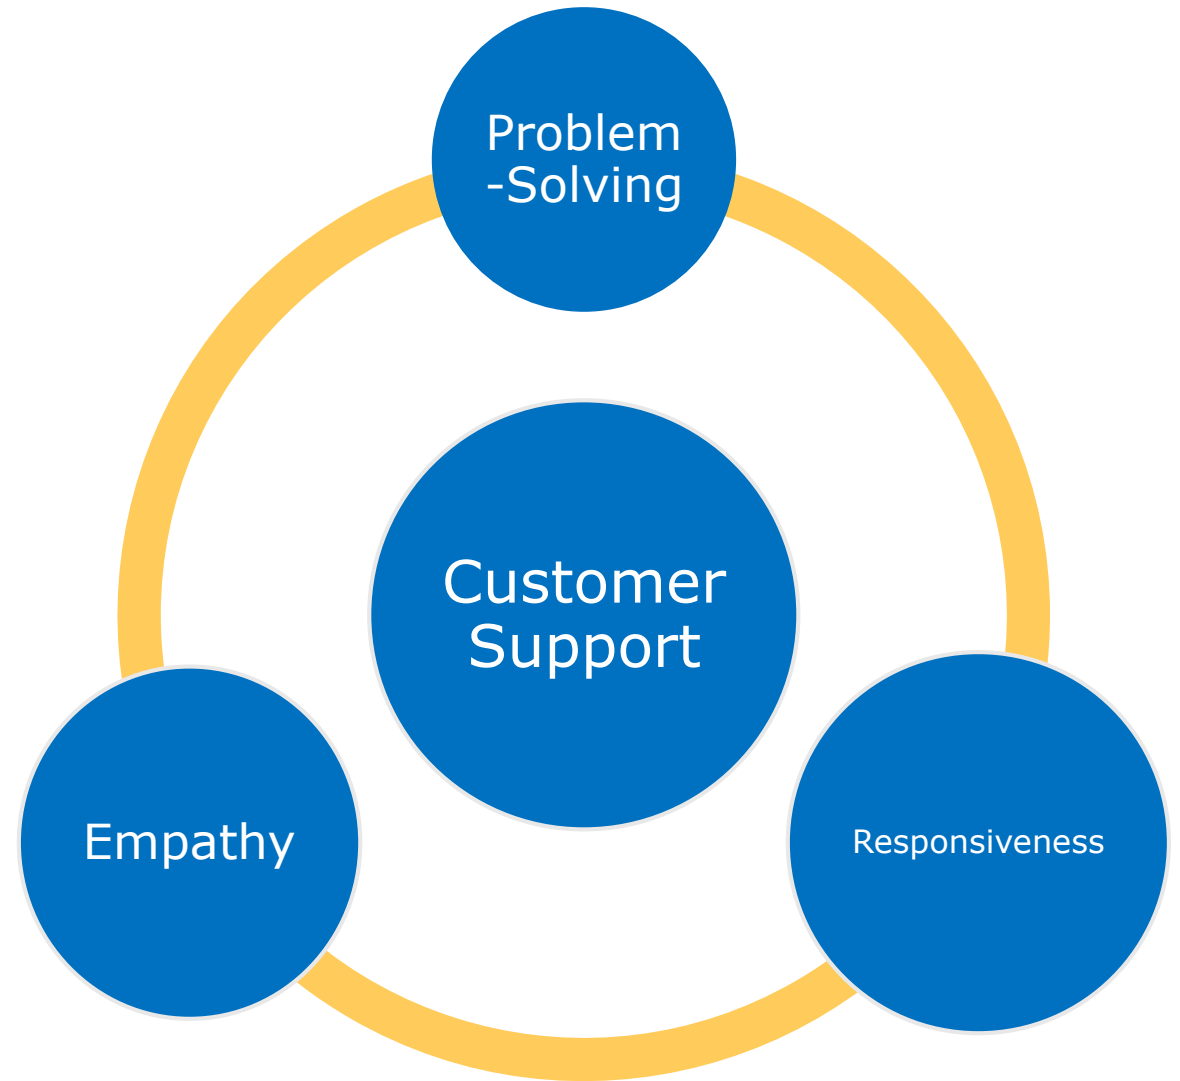 Problem
-Solving
Customer
Support
Empathy
Responsiveness